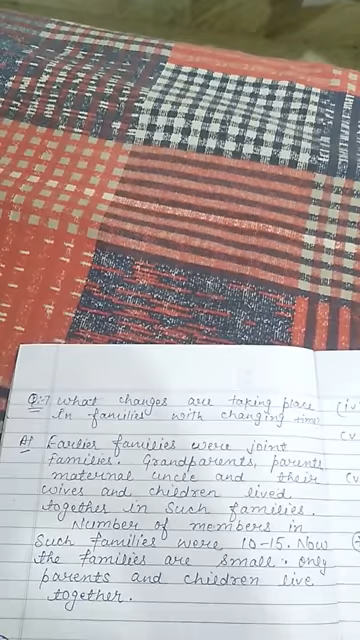 Q:-7 What changes are taking place
in families with changing time
A) Earlier families were joint
families. Grandparents, parents
maternal uncle and their
wives and children lived
together in such families.
Number of members in
such families were 10-15. Now
the families are small. only
parents and children live
together.
(iv
(v
(v